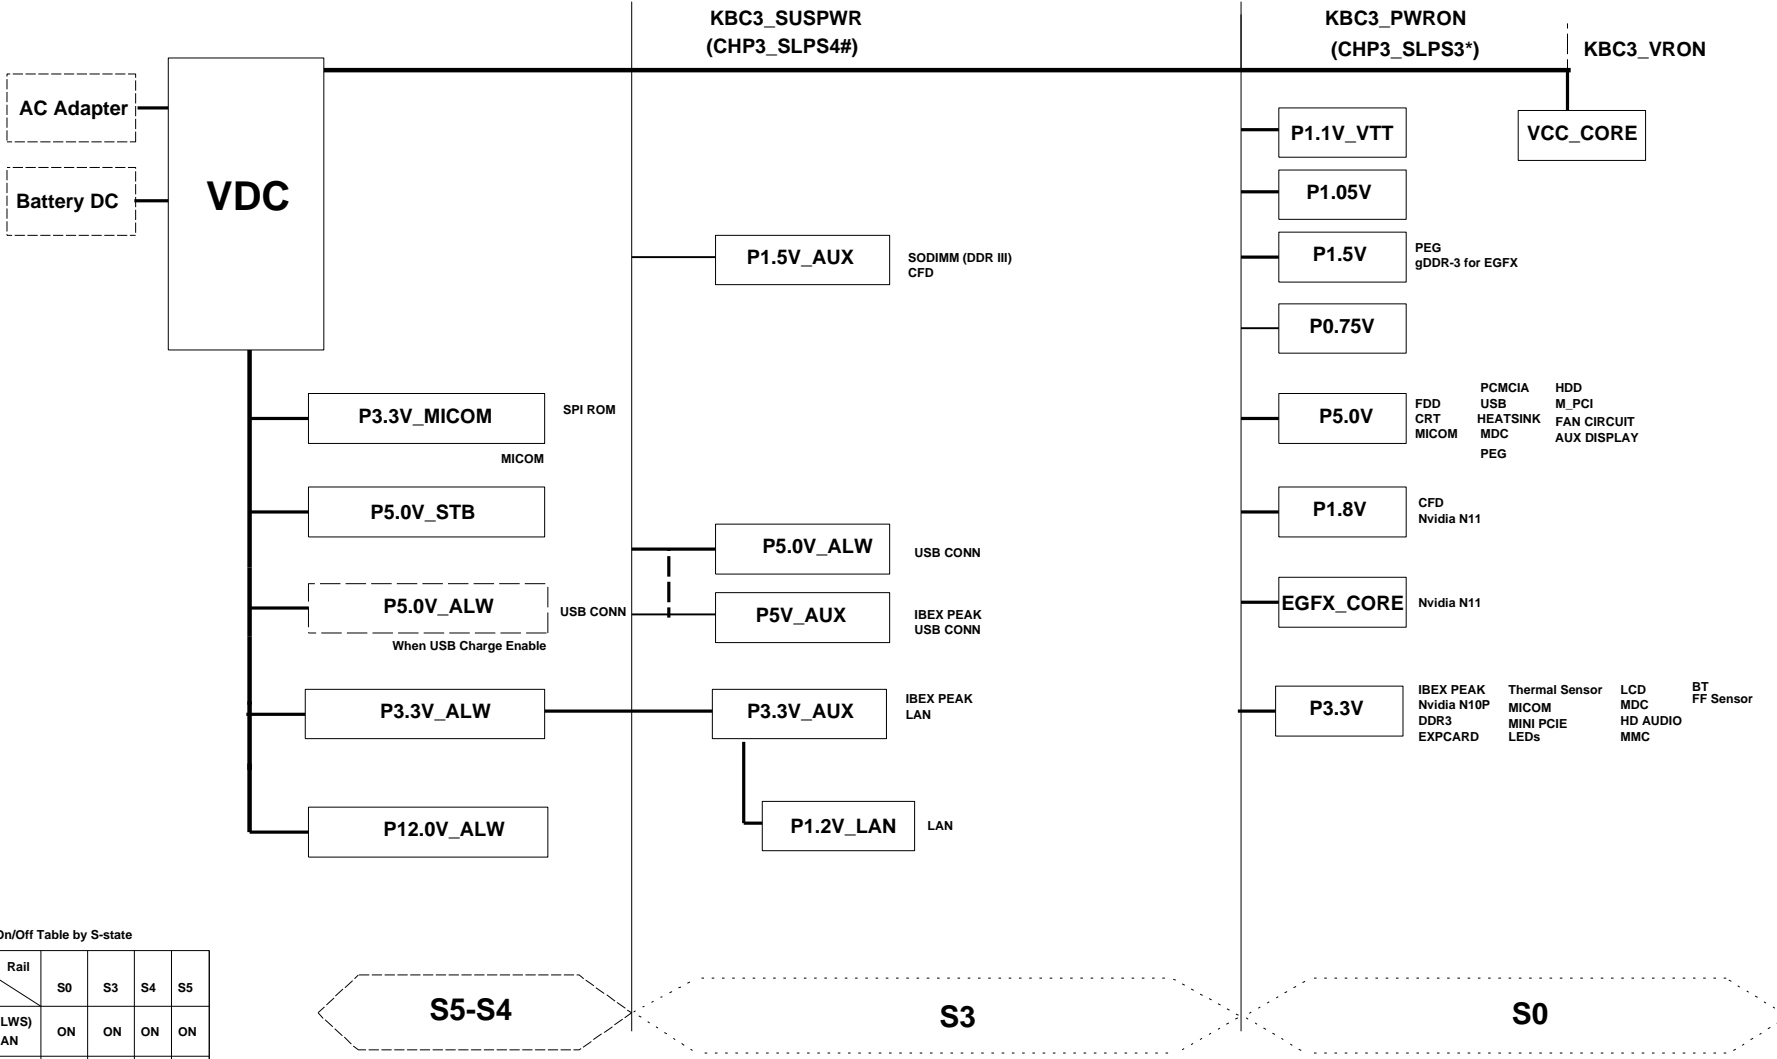 KBC3_SUSPWR
(CHP3_SLPS4#)
KBC3_PWRON
(CHP3_SLPS3*)
KBC3_VRON
AC Adapter
Battery DC
VDC
P1.1V_VTT
VCC_CORE
P1.05V
P1.5V_AUX
SODIMM (DDR III)
CFD
P1.5V
PEG
gDDR-3 for EGFX
P0.75V
P3.3V_MICOM
SPI ROM
MICOM
P5.0V
FDD
CRT
MICOM
PCMCIA
USB
HEATSINK
MDC
PEG
HDD
M_PCI
FAN CIRCUIT
AUX DISPLAY
P5.0V_STB
P1.8V
CFD
Nvidia N11
P5.0V_ALW
USB CONN
P5.0V_ALW
USB CONN
When USB Charge Enable
P5V_AUX
IBEX PEAK
USB CONN
EGFX_CORE
Nvidia N11
P3.3V_ALW
P3.3V_AUX
IBEX PEAK
LAN
P3.3V
IBEX PEAK
Nvidia N10P
DDR3
EXPCARD
Thermal Sensor
MICOM
MINI PCIE
LEDs
LCD
MDC
HD AUDIO
MMC
BT
FF Sensor
P12.0V_ALW
P1.2V_LAN
LAN
On/Off Table by S-state
Rail
S0 S3 S4 S5
LWS)
AN
ON ON ON ON
S5-S4
S3
S0